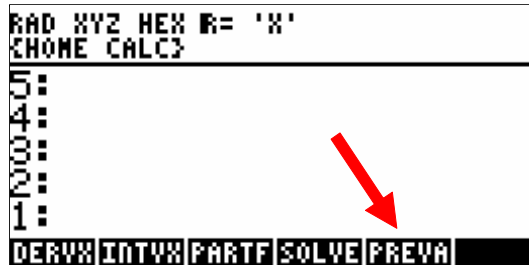 RAD XYZ HEX R= 'X'
{HOME CALC}
5:
4:
3:
2:
1:
DERVX INTVX PARTF SOLVE PREVA